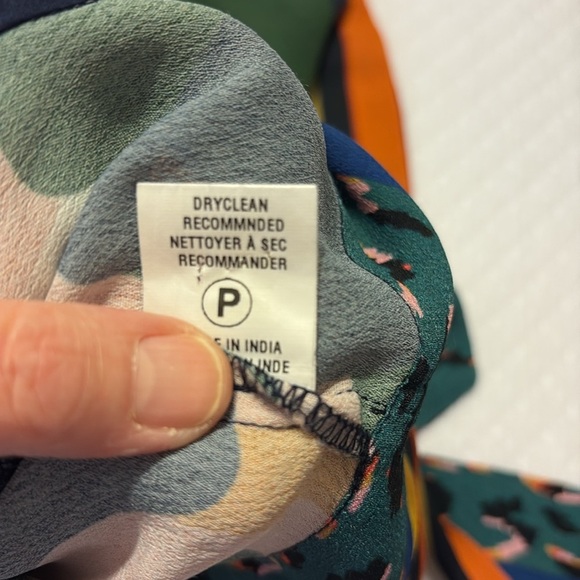 DRYCLEAN
RECOMMNDED
NETTOYER À SEC
RECOMMANDER
P
IN INDIA
INDE